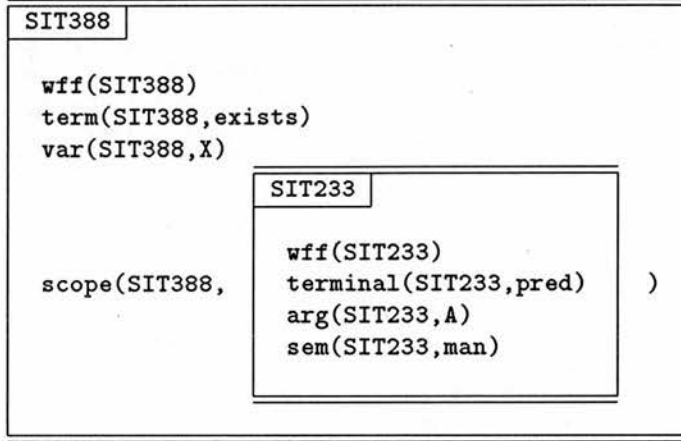 SIT388
wff(SIT388)
term(SIT388,exists)
var(SIT388,X)
SIT233
wff(SIT233)
scope(SIT388, terminal(SIT233,pred) )
arg(SIT233,A)
sem(SIT233,man)